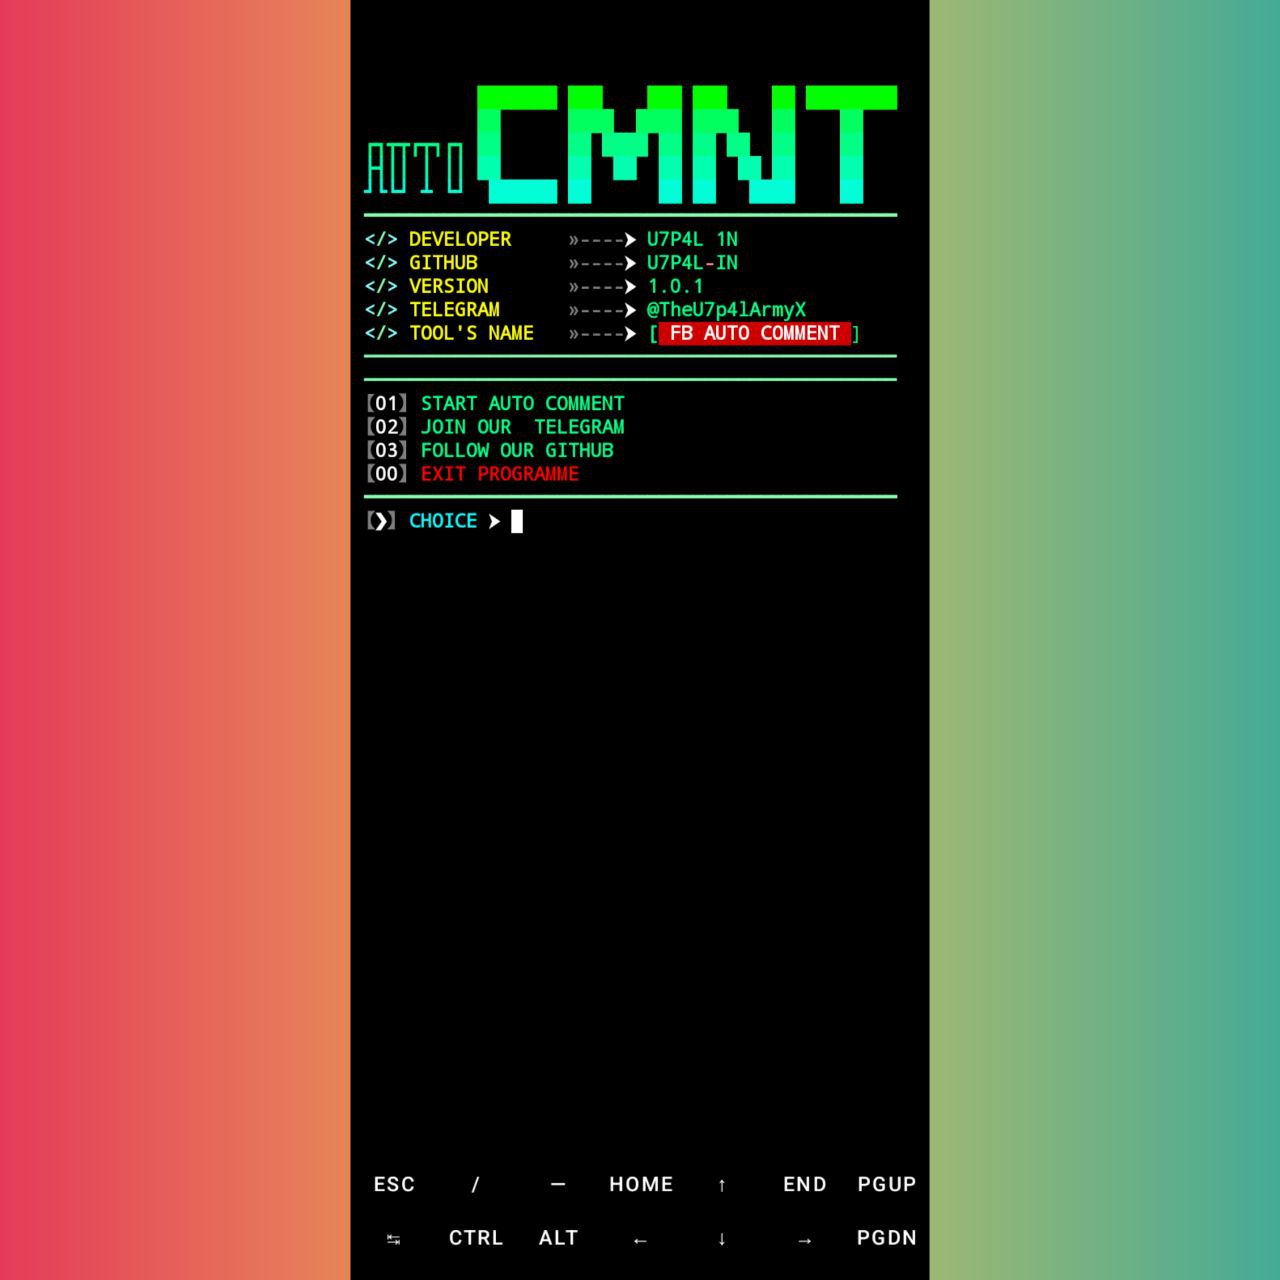 AUTO CMNT
</> DEVELOPER »----➤ U7P4L 1N
</> GITHUB »----➤ U7P4L-IN
</> VERSION »----➤ 1.0.1
</> TELEGRAM »----➤ @TheU7p4lArmyX
</> TOOL'S NAME »----➤ [ FB AUTO COMMENT ]
【01】 START AUTO COMMENT
【02】 JOIN OUR  TELEGRAM
【03】 FOLLOW OUR GITHUB
【00】 EXIT PROGRAMME
【❯】 CHOICE ➤
ESC / — HOME ↑ END PGUP
↹ CTRL ALT ← ↓ → PGDN